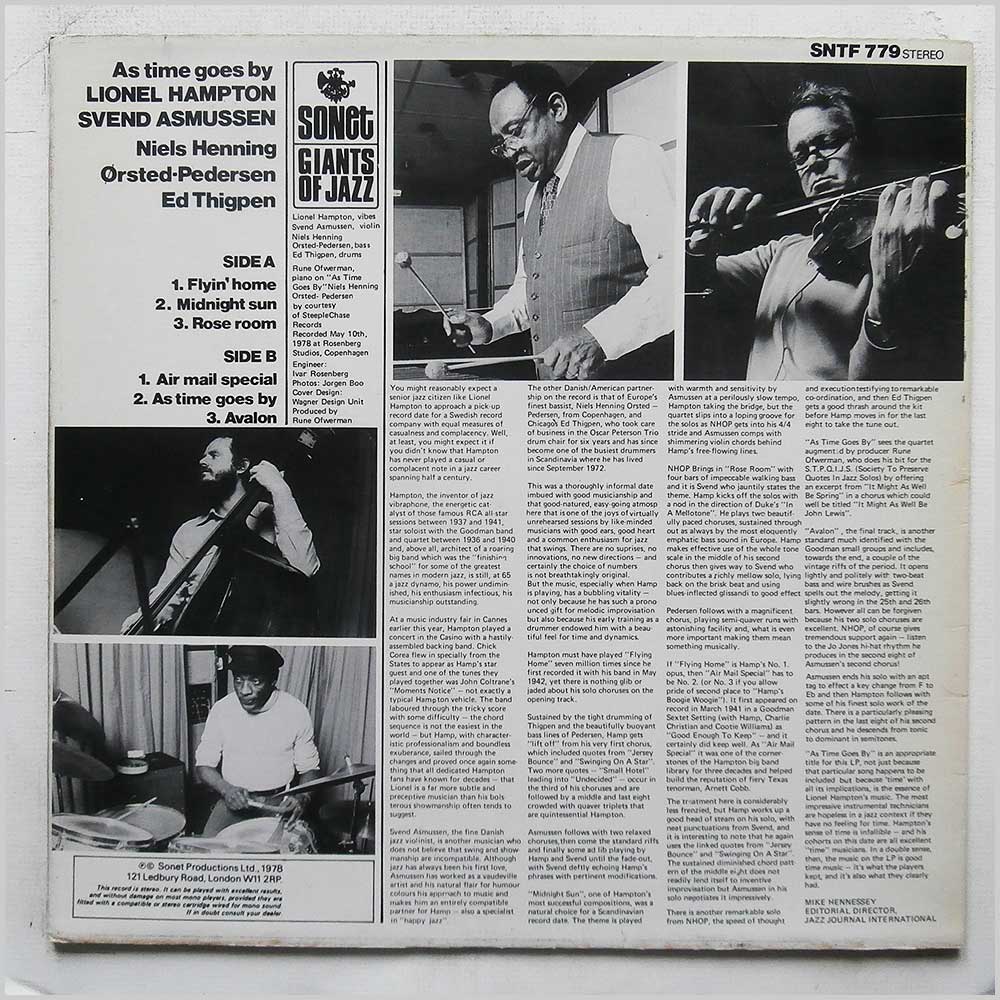 SNTF 779 STEREO
As time goes by
LIONEL HAMPTON
SVEND ASMUSSEN
Niels Henning
Ørsted-Pedersen
Ed Thigpen
SIDE A
1. Flyin' home
2. Midnight sun
3. Rose room
SIDE B
1. Air mail special
2. As time goes by
3. Avalon
SONET
GIANTS
OF JAZZ
Lionel Hampton, vibes
Svend Asmussen, violin
Niels Henning
Orsted-Pedersen, bass
Ed Thigpen, drums
Rune Ofwerman,
piano on "As Time
Goes By" Niels Henning
Orsted- Pedersen
by courtesy
of SteepleChase
Records
Recorded May 10th,
1978 at Rosenberg
Studios, Copenhagen
Engineer:
Ivar Rosenberg
Photos: Jorgen Boo
Cover Design:
Wagner Design Unit
Produced by
Rune Ofwerman
You might reasonably expect a
senior jazz citizen like Lionel
Hampton to approach a pick-up
record date for a Swedish record
company with equal measures of
casualness and complacency. Well,
at least, you might expect it if
you didn't know that Hampton
has never played a casual or
complacent note in a jazz career
spanning half a century.
Hampton, the inventor of jazz
vibraphone, the energetic cat-
alyst of those famous RCA all-star
sessions between 1937 and 1941,
star soloist with the Goodman band
and quartet between 1936 and 1940
and, above all, architect of a roaring
big band which was the "finishing
school" for some of the greatest
names in modern jazz, is still, at 65
a jazz dynamo, his power undimin-
ished, his enthusiasm infectious, his
musicianship outstanding.
At a music industry fair in Cannes
earlier this year, Hampton played a
concert in the Casino with a hastily-
assembled backing band. Chick
Corea flew in specially from the
States to appear as Hamp's star
guest and one of the tunes they
played together was John Coltrane's
"Moments Notice" — not exactly a
typical Hampton vehicle. The band
laboured through the tricky score
with some difficulty — the chord
sequence is not the easiest in the
world — but Hamp, with character-
istic professionalism and boundless
exuberance, sailed through the
changes and proved once again some-
thing that all dedicated Hampton
fans have known for decades — that
Lionel is a far more subtle and
preceptive musician than his bois-
terous showmanship often tends to
suggest.
Svend Asmussen, the fine Danish
jazz violinist, is another musician who
does not believe that swing and show-
manship are incompatible. Although
jazz has always been his first love,
Asmussen has worked as a vaudeville
artist and his natural flair for humour
colours his approach to music and
makes him an entirely compatible
partner for Hamp — also a specialist
in "happy jazz".
The other Danish/American partner-
ship on the record is that of Europe's
finest bassist, Niels Henning Orsted —
Pedersen, from Copenhagen, and
Chicago's Ed Thigpen, who took care
of business in the Oscar Peterson Trio
drum chair for six years and has since
become one of the busiest drummers
in Scandinavia where he has lived
since September 1972.
This was a thoroughly informal date
imbued with good musicianship and
that good-natured, easy-going atmosp
here that is one of the joys of virtually
unrehearsed sessions by like-minded
musicians with good ears, good heart
and a common enthusiasm for jazz
that swings. There are no suprises, no
innovations, no new directions — and
certainly the choice of numbers
is not breathtakingly original.
But the music, especially when Hamp
is playing, has a bubbling vitality —
not only because he has such a prono
unced gift for melodic improvisation
but also because his early training as a
drummer endowed him with a beau-
tiful feel for time and dynamics.
Hampton must have played "Flying
Home" seven million times since he
first recorded it with his band in May
1942, yet there is nothing glib or
jaded about his solo choruses on the
opening track.
Sustained by the tight drumming of
Thigpen and the beautifully buoyant
bass lines of Pedersen, Hamp gets
"lift off" from his very first chorus,
which included quotes from "Jersey
Bounce" and "Swinging On A Star".
Two more quotes — "Small Hotel"
leading into "Undecided" — occur in
the third of his choruses and are
followed by a middle and last eight
crowded with quaver triplets that
are quintessential Hampton.
Asmussen follows with two relaxed
choruses, then come the standard riffs
and finally some ad lib playing by
Hamp and Svend until the fade-out,
with Svend deftly echoing Hamp's
phrases with pertinent modifications.
"Midnight Sun", one of Hampton's
most successful compositions, was a
natural choice for a Scandinavian
record date. The theme is played
with warmth and sensitivity by
Asmussen at a perilously slow tempo,
Hampton taking the bridge, but the
quartet slips into a loping groove for
the solos as NHOP gets into his 4/4
stride and Asmussen comps with
shimmering violin chords behind
Hamp's free-flowing lines.
NHOP Brings in "Rose Room" with
four bars of impeccable walking bass
and it is Svend who jauntily states the
theme. Hamp kicks off the solos with
a nod in the direction of Duke's "In
A Mellotone". He plays two beautif-
ully paced choruses, sustained through
out as always by the most eloquently
emphatic bass sound in Europe. Hamp
makes effective use of the whole tone
scale in the middle of his second
chorus then gives way to Svend who
contributes a richly mellow solo, lying
back on the brisk beat and using
blues-inflected glissandi to good effect
Pedersen follows with a magnificent
chorus, playing semi-quaver runs with
astonishing facility and, what is even
more important making them mean
something musically.
If "Flying Home" is Hamp's No. 1.
opus, then "Air Mail Special" has to
be No. 2. (or No. 3 if you allow
pride of second place to "Hamp's
Boogie Woogie"). It first appeared on
record in March 1941 in a Goodman
Sextet Setting (with Hamp, Charlie
Christian and Cootie Williams) as
"Good Enough To Keep" — and it
certainly did keep well. As "Air Mail
Special" it was one of the corner-
stones of the Hampton big band
library for three decades and helped
build the reputation of fiery Texas
tenorman, Arnett Cobb.
The treatment here is considerably
less frenzied, but Hamp works up a
good head of steam on his solo, with
neat punctuations from Svend, and
it is interesting to note that he again
uses the linked quotes from "Jersey
Bounce" and "Swinging On A Star".
The sustained diminished chord patt-
ern of the middle eight does not
readily lend itself to inventive
improvisation but Asmussen in his
solo negotiates it impressively.
There is another remarkable solo
from NHOP, the speed of thought
and execution testifying to remarkable
co-ordination, and then Ed Thigpen
gets a good thrash around the kit
before Hamp moves in for the last
eight to take the tune out.
"As Time Goes By" sees the quartet
augmented by producer Rune
Ofwerman, who does his bit for the
S.T.P.Q.I.J.S. (Society To Preserve
Quotes In Jazz Solos) by offering
an excerpt from "It Might As Well
Be Spring" in a chorus which could
well be titled "It Might As Well Be
John Lewis".
"Avalon", the final track, is another
standard much identified with the
Goodman small groups and includes,
towards the end, a couple of the
vintage riffs of the period. It opens
lightly and politely with two-beat
bass and wire brushes as Svend
spells out the melody, getting it
slightly wrong in the 25th and 26th
bars. However all can be forgiven
because his two solo choruses are
excellent. NHOP, of course gives
tremendous support again — listen
to the Jo Jones hi-hat rhythm he
produces in the second eight of
Asmussen's second chorus!
Asmussen ends his solo with an apt
tag to effect a key change from F to
Eb and then Hampton follows with
some of his finest solo work of the
date. There is a particularly pleasing
pattern in the last eight of his second
chorus and he descends from tonic
to dominant in semitones.
"As Time Goes By" is an appropriate
title for this LP, not just because
that particular song happens to be
included but because 'time' with
all its implications, is the essence of
Lionel Hampton's music. The most
impressive instrumental technicians
are hopeless in a jazz context if they
have no feeling for time. Hampton's
sense of time is infallible — and his
cohorts on this date are all excellent
"time" musicians. In a double sense,
then, the music on the LP is good
time music — it's what the players
kept, and it's also what they clearly
had.
MIKE HENNESSEY
EDITORIAL DIRECTOR,
JAZZ JOURNAL INTERNATIONAL
℗© Sonet Productions Ltd., 1978
121 Ledbury Road, London W11 2RP
This record is stereo. It can be played with excellent results,
and without damage on most mono players, provided they are
fitted with a compatible or stereo cartridge wired for mono sound
If in doubt consult your dealer